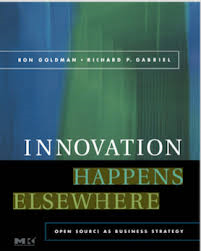 RON GOLDMAN • RICHARD P. GABRIEL
INNOVATION
HAPPENS
ELSEWHERE
OPEN SOURCE AS BUSINESS STRATEGY
M K